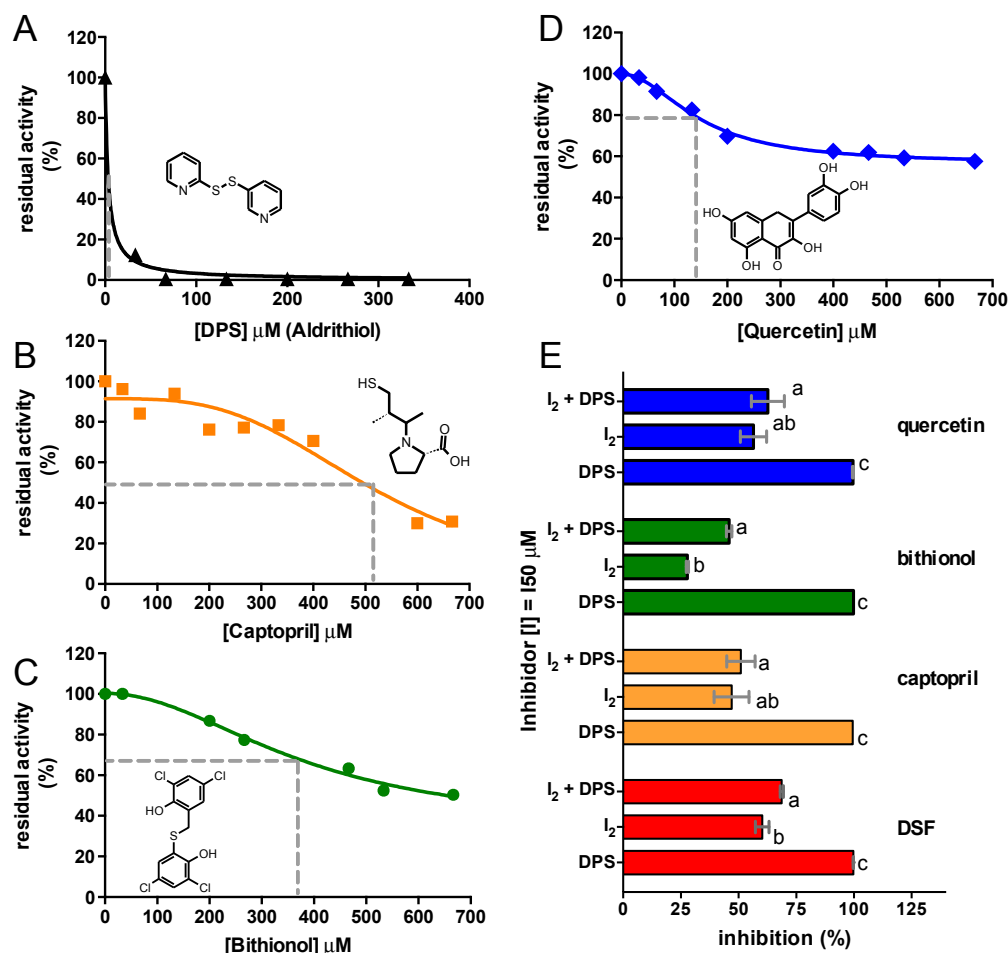 A
residual activity
(%)
120
100
80
60
40
20
0
0 100 200 300 400
[DPS] µM (Aldrithiol)
N
S
S
N
B
residual activity
(%)
120
100
80
60
40
20
0
0 100 200 300 400 500 600 700
[Captopril] µM
HS
N
O
OH
C
residual activity
(%)
120
100
80
60
40
20
0
0 100 200 300 400 500 600 700
[Bithionol] µM
Cl
Cl
HO
S
OH
Cl
Cl
D
residual activity
(%)
120
100
80
60
40
20
0
0 100 200 300 400 500 600 700
[Quercetin] µM
OH
OH
HO
OH
OH
O
E
Inhibidor [I] = I50 µM
I2 + DPS a
I2 ab
DPS c
quercetin
I2 + DPS a
I2 b
DPS c
bithionol
I2 + DPS a
I2 ab
DPS c
captopril
I2 + DPS a
I2 b
DPS c
DSF
0 25 50 75 100 125
inhibition (%)